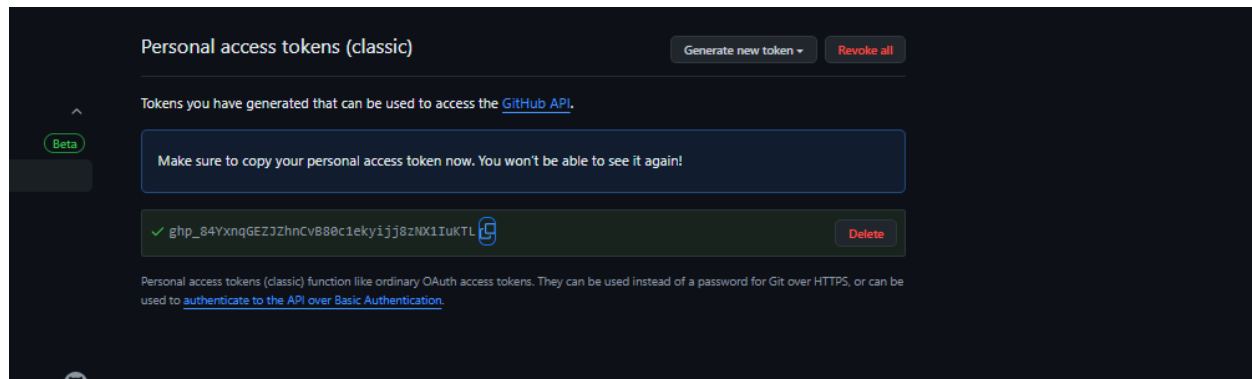 Personal access tokens (classic)
Generate new token
Revoke all
Tokens you have generated that can be used to access the GitHub API.
Beta
Make sure to copy your personal access token now. You won't be able to see it again!
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
Delete
Personal access tokens (classic) function like ordinary OAuth access tokens. They can be used instead of a password for Git over HTTPS, or can be
used to authenticate to the API over Basic Authentication.